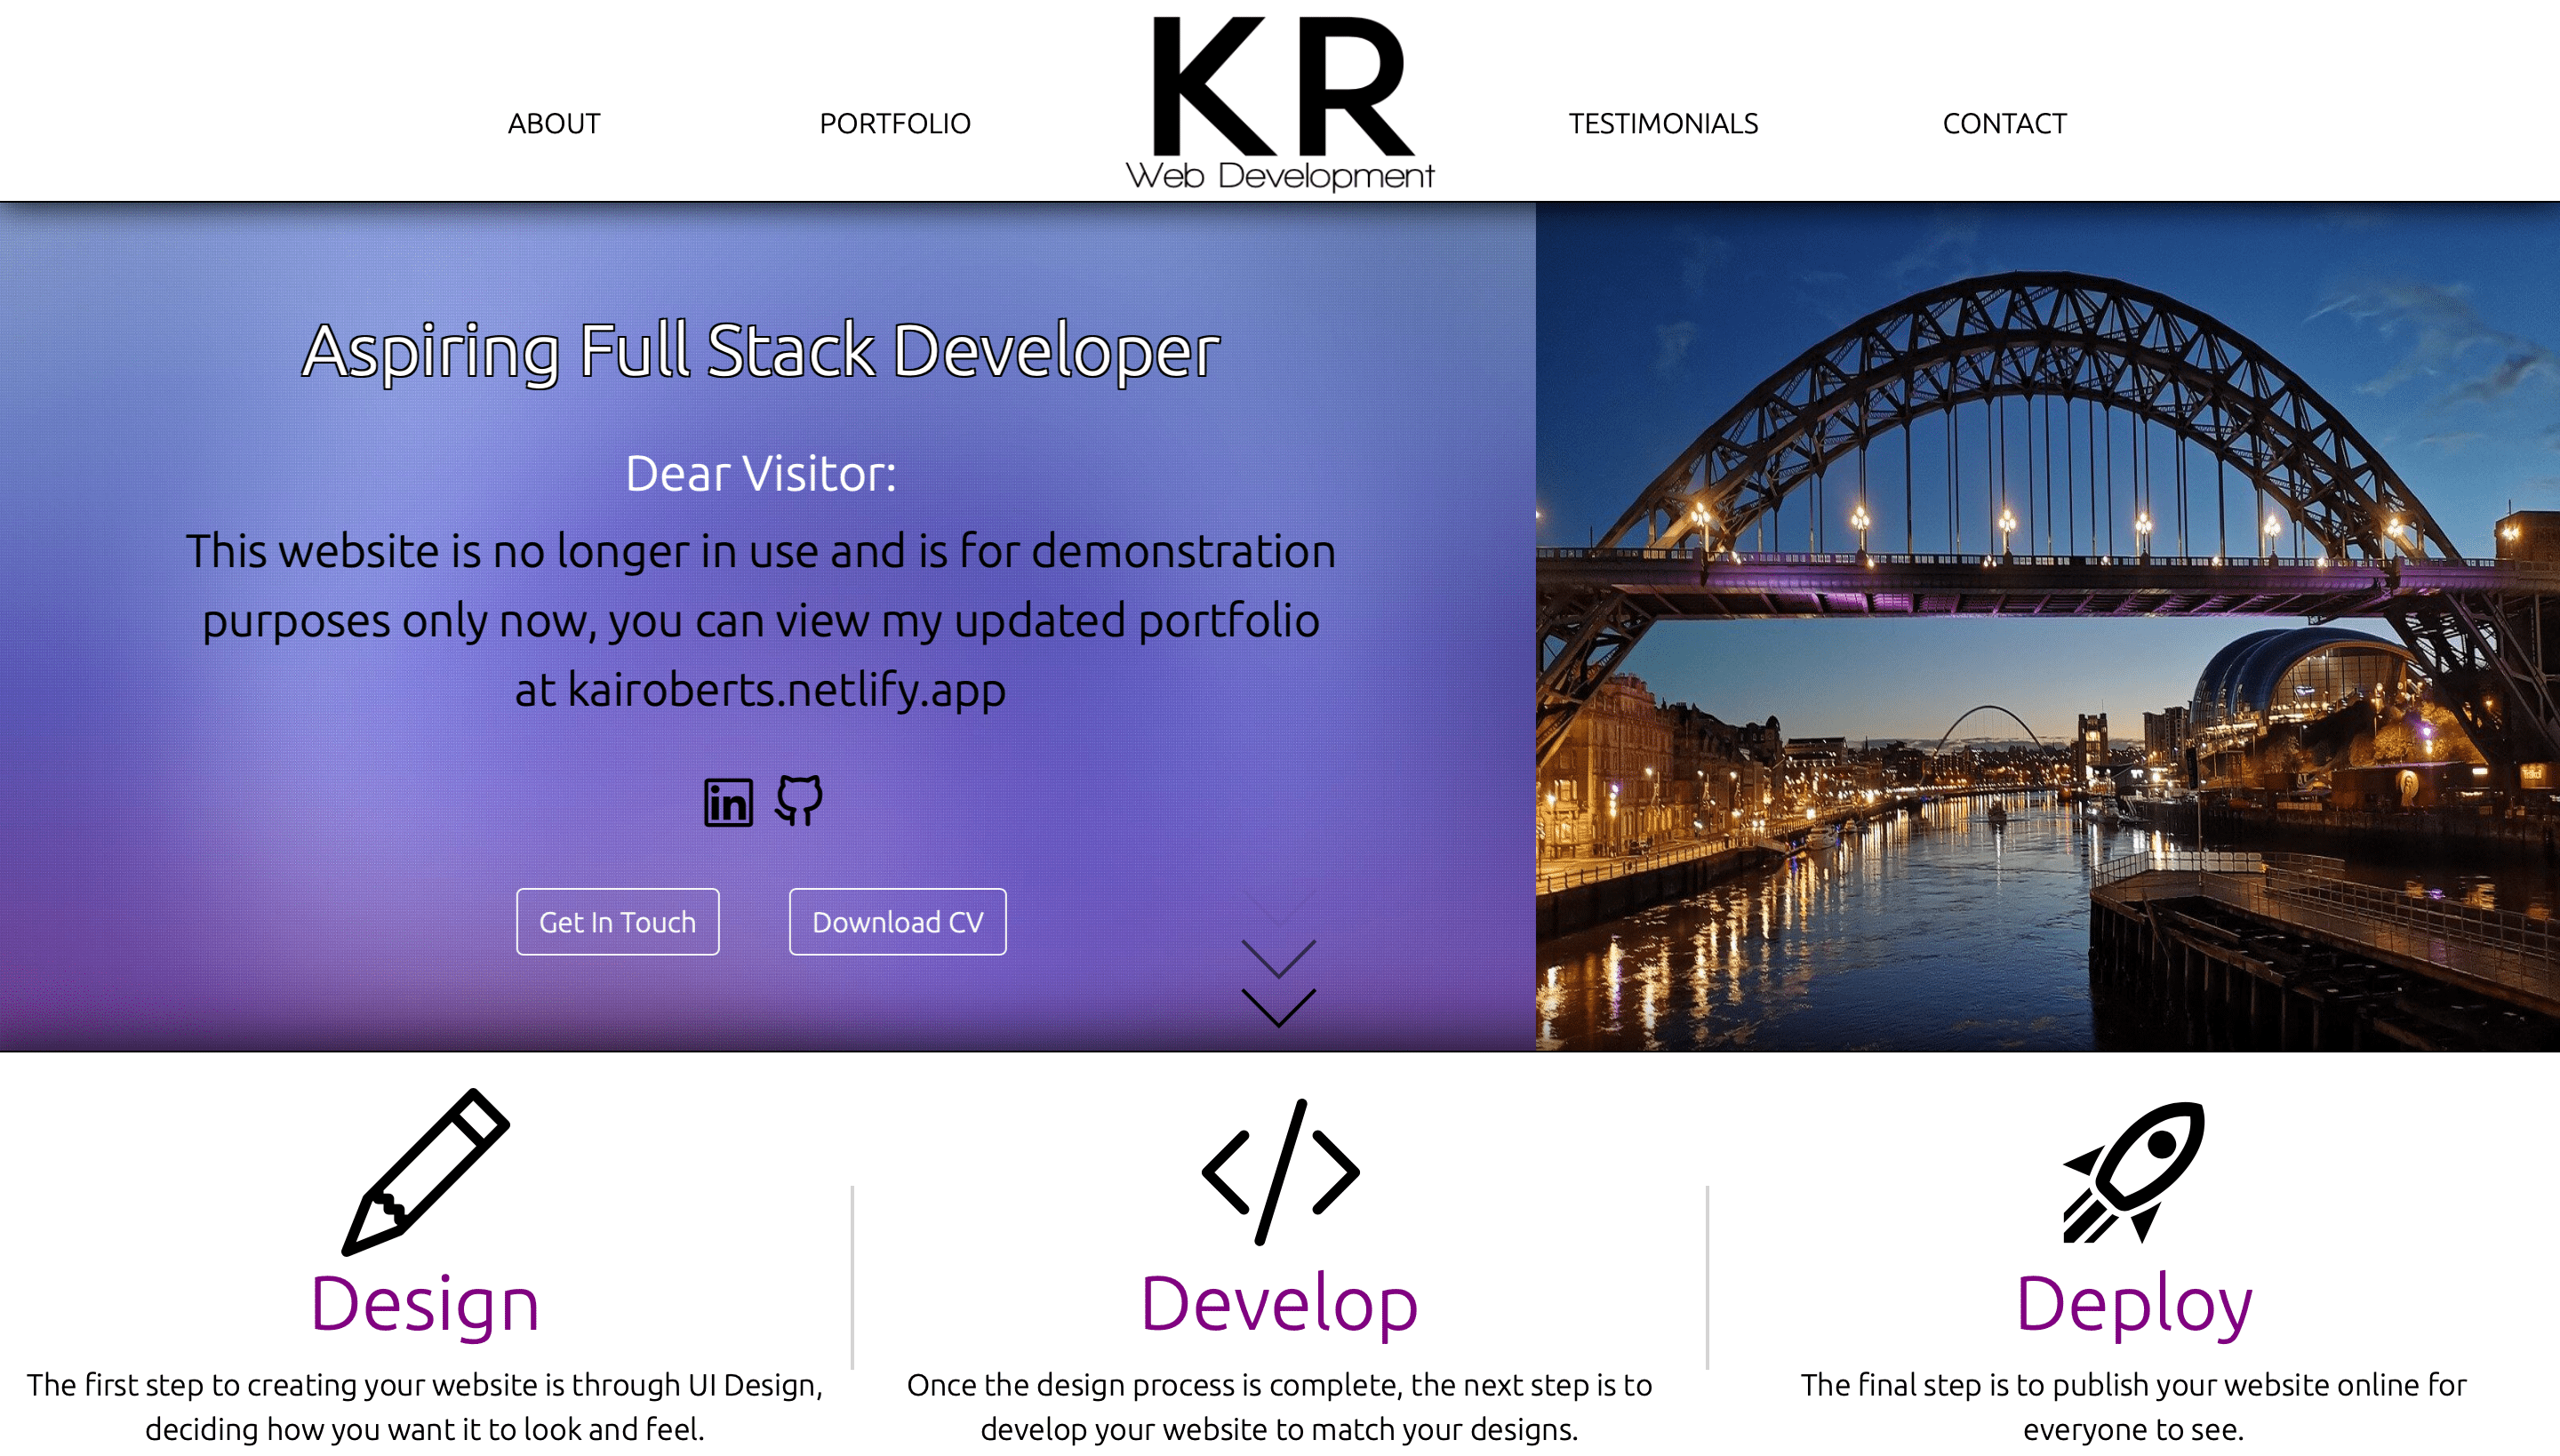 ABOUT
PORTFOLIO
KR
Web Development
TESTIMONIALS
CONTACT
Aspiring Full Stack Developer
Dear Visitor:
This website is no longer in use and is for demonstration
purposes only now, you can view my updated portfolio
at kairoberts.netlify.app
in
Get In Touch
Download CV
Design
The first step to creating your website is through UI Design,
deciding how you want it to look and feel.
</>
Develop
Once the design process is complete, the next step is to
develop your website to match your designs.
Deploy
The final step is to publish your website online for
everyone to see.